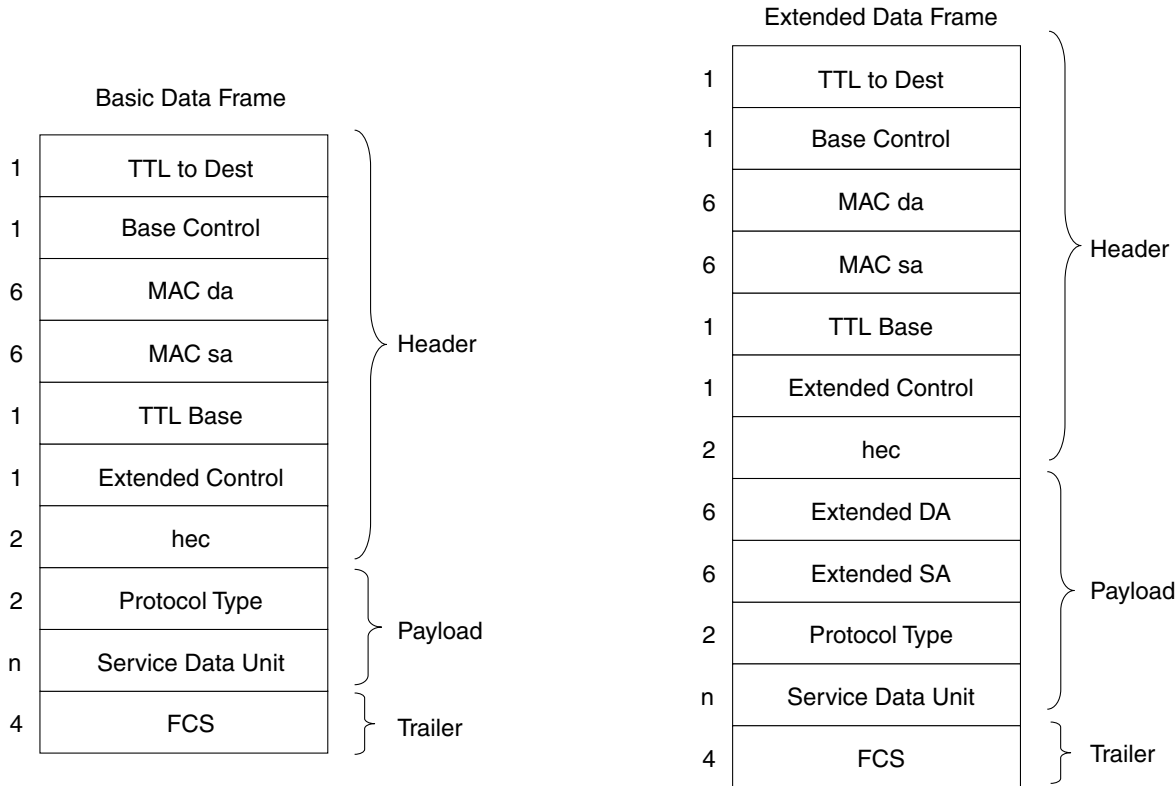 Basic Data Frame
1 TTL to Dest
1 Base Control
6 MAC da
6 MAC sa
1 TTL Base
1 Extended Control
2 hec
Header
2 Protocol Type
n Service Data Unit
Payload
4 FCS
Trailer
Extended Data Frame
1 TTL to Dest
1 Base Control
6 MAC da
6 MAC sa
1 TTL Base
1 Extended Control
2 hec
Header
6 Extended DA
6 Extended SA
2 Protocol Type
n Service Data Unit
Payload
4 FCS
Trailer